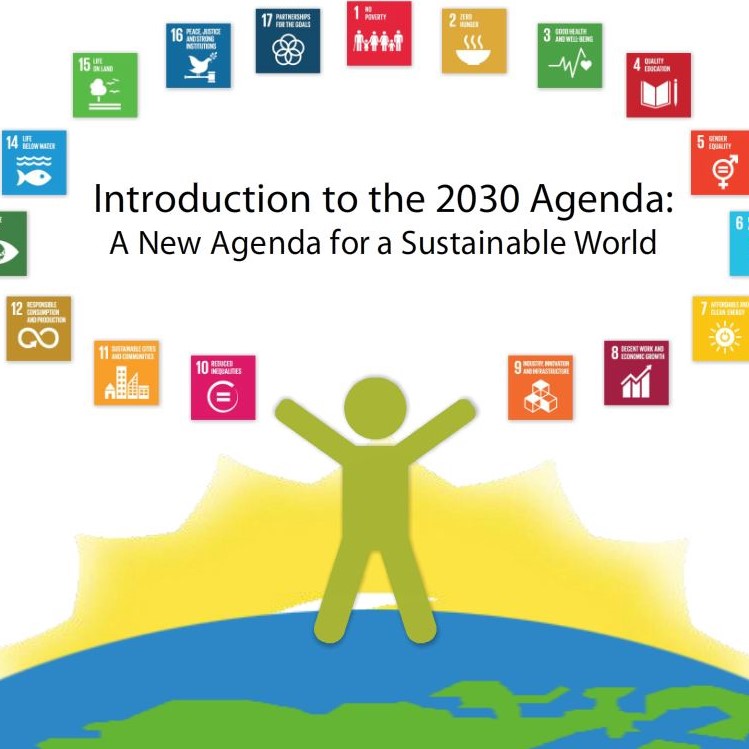 1 NO
POVERTY
2 ZERO
HUNGER
3 GOOD HEALTH
AND WELL-BEING
4 QUALITY
EDUCATION
5 GENDER
EQUALITY
6
7 AFFORDABLE AND
CLEAN ENERGY
8 DECENT WORK AND
ECONOMIC GROWTH
9 INDUSTRY, INNOVATION
AND INFRASTRUCTURE
10 REDUCED
INEQUALITIES
11 SUSTAINABLE CITIES
AND COMMUNITIES
12 RESPONSIBLE
CONSUMPTION
AND PRODUCTION
14 LIFE
BELOW WATER
15 LIFE
ON LAND
16 PEACE, JUSTICE
AND STRONG
INSTITUTIONS
17 PARTNERSHIPS
FOR THE GOALS
Introduction to the 2030 Agenda:
A New Agenda for a Sustainable World